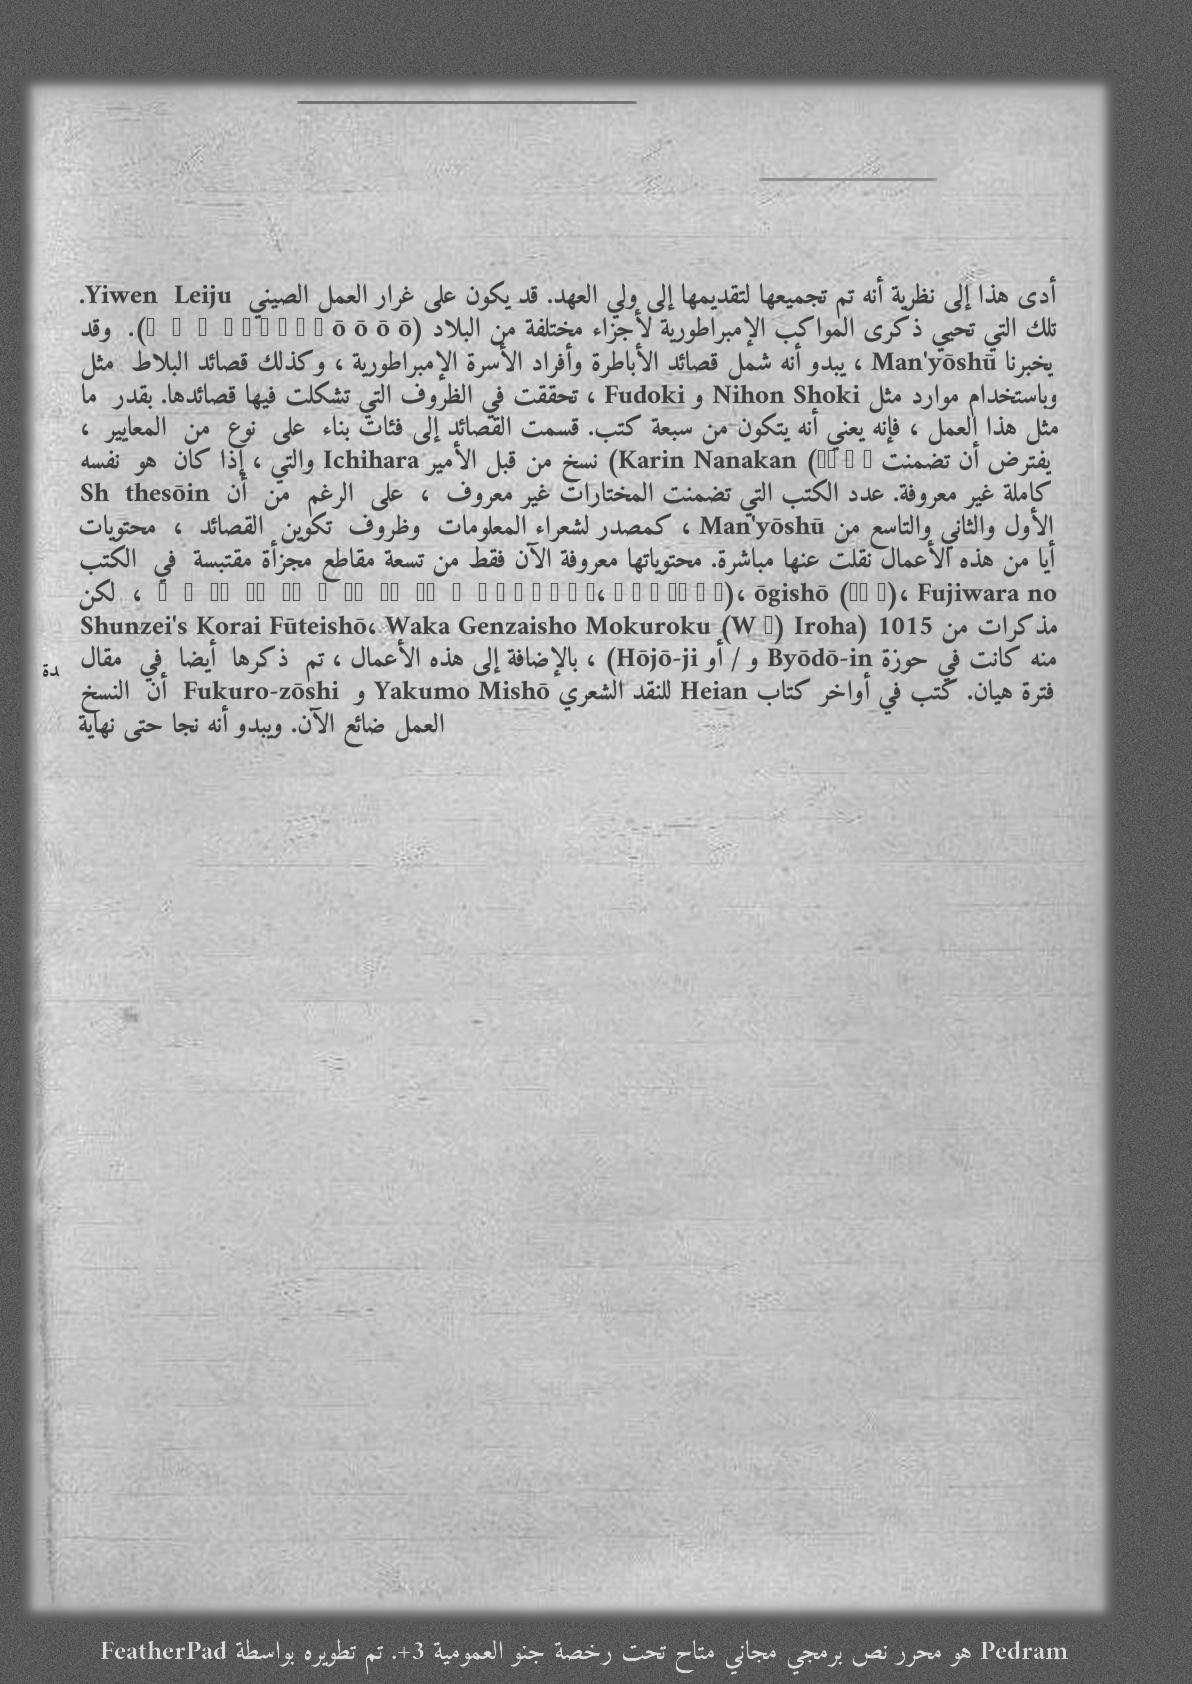 أدى هذا إلى نظرية أنه تم تجميعها لتقديمها إلى ولي العهد. قد يكون على غرار العمل الصيني Yiwen Leiju.
تلك التي تحيي ذكرى المواكب الإمبراطورية لأجزاء مختلفة من البلاد (ō ō ō ō). وقد
يخبرنا Man'yōshū ، يبدو أنه شمل قصائد الأباطرة وأفراد الأسرة الإمبراطورية ، وكذلك قصائد البلاط مثل
وباستخدام موارد مثل Nihon Shoki و Fudoki ، تحققت في الظروف التي تشكلت فيها قصائدها. بقدر ما
مثل هذا العمل ، فإنه يعني أنه يتكون من سبعة كتب. قسمت القصائد إلى فئات بناء على نوع من المعايير ،
يفترض أن تضمنت Karin Nanakan) نسخ من قبل الأمير Ichihara والتي ، إذا كان هو نفسه
كاملة غير معروفة. عدد الكتب التي تضمنت المختارات غير معروف ، على الرغم من أن Sh thesōin
الأول والثاني والتاسع من Man'yōshū ، كمصدر لشعراء المعلومات وظروف تكوين القصائد ، محتويات
أيا من هذه الأعمال نقلت عنها مباشرة. محتوياتها معروفة الآن فقط من تسعة مقاطع مجزأة مقتبسة في الكتب
، لكن ،)، ōgishō ()، Fujiwara no
Shunzei's Korai Fūteishō، Waka Genzaisho Mokuroku (W) Iroha) 1015 مذكرات من
منه كانت في حوزة Byōdō-in و / أو Hōjō-ji) ، بالإضافة إلى هذه الأعمال ، تم ذكرها أيضا في مقال
دة
فترة هيان. كتب في أواخر كتاب Heian للنقد الشعري Yakumo Mishō و Fukuro-zōshi أن النسخ
العمل ضائع الآن. ويبدو أنه نجا حتى نهاية
Pedram هو محرر نص برمجي مجاني متاح تحت رخصة جنو العمومية 3+. تم تطويره بواسطة FeatherPad